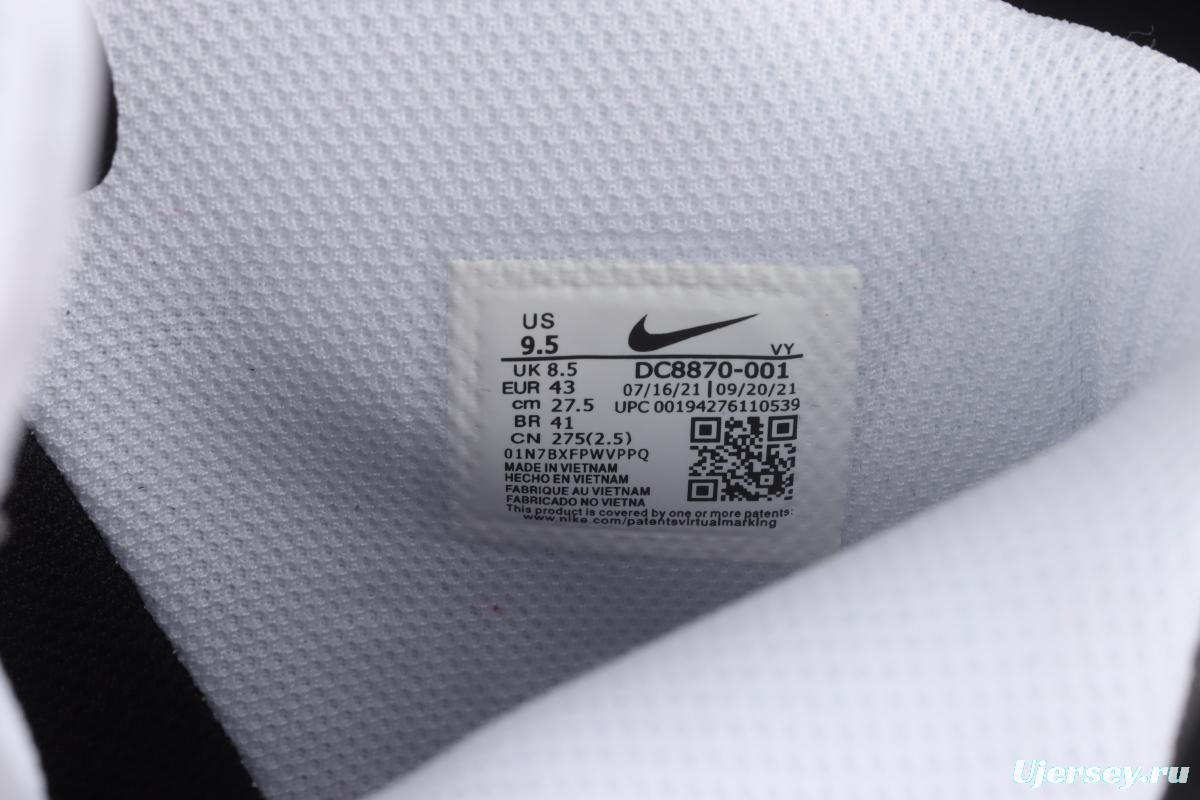 US
9.5
VY
UK 8.5
DC8870-001
EUR 43
07/16/21 | 09/20/21
cm 27.5
UPC 00194276110539
BR 41
CN 275(2.5)
01N7BXFPWVPPQ
MADE IN VIETNAM
HECHO EN VIETNAM
FABRIQUE AU VIETNAM
FABRICADO NO VIETNA
This product is covered by one or more patents:
www.nike.com/patentsvirtualmarking
Ujersey.ru